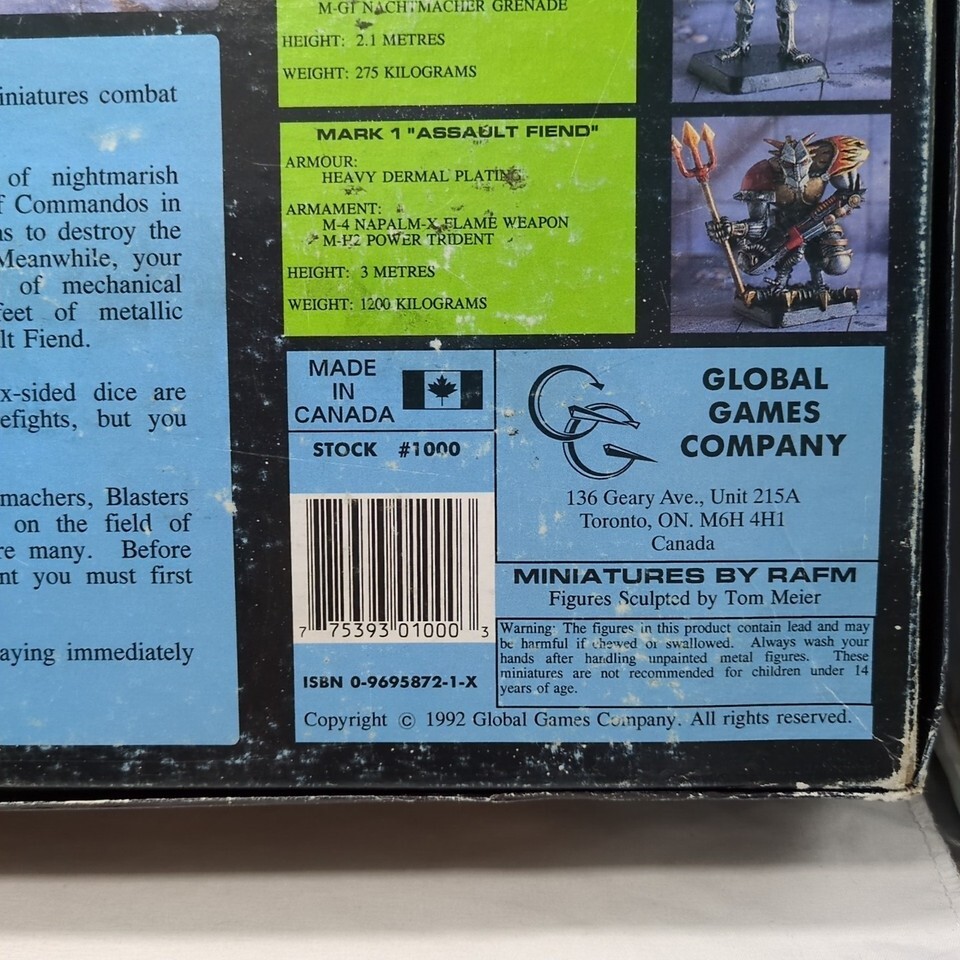 iniatures combat
of nightmarish
f Commandos in
ns to destroy the
Meanwhile, your
of mechanical
feet of metallic
lt Fiend.
x-sided dice are
efights, but you
machers, Blasters
on the field of
re many. Before
nt you must first
aying immediately
M-G1 NACHTMACHER GRENADE
HEIGHT: 2.1 METRES
WEIGHT: 275 KILOGRAMS
MARK 1 "ASSAULT FIEND"
ARMOUR:
HEAVY DERMAL PLATING
ARMAMENT:
M-4 NAPALM-X FLAME WEAPON
M-H2 POWER TRIDENT
HEIGHT: 3 METRES
WEIGHT: 1200 KILOGRAMS
MADE
IN
CANADA
STOCK #1000
7 75393 01000 3
ISBN 0-9695872-1-X
GLOBAL
GAMES
COMPANY
136 Geary Ave., Unit 215A
Toronto, ON. M6H 4H1
Canada
MINIATURES BY RAFM
Figures Sculpted by Tom Meier
Warning: The figures in this product contain lead and may
be harmful if chewed or swallowed. Always wash your
hands after handling unpainted metal figures. These
miniatures are not recommended for children under 14
years of age.
Copyright © 1992 Global Games Company. All rights reserved.